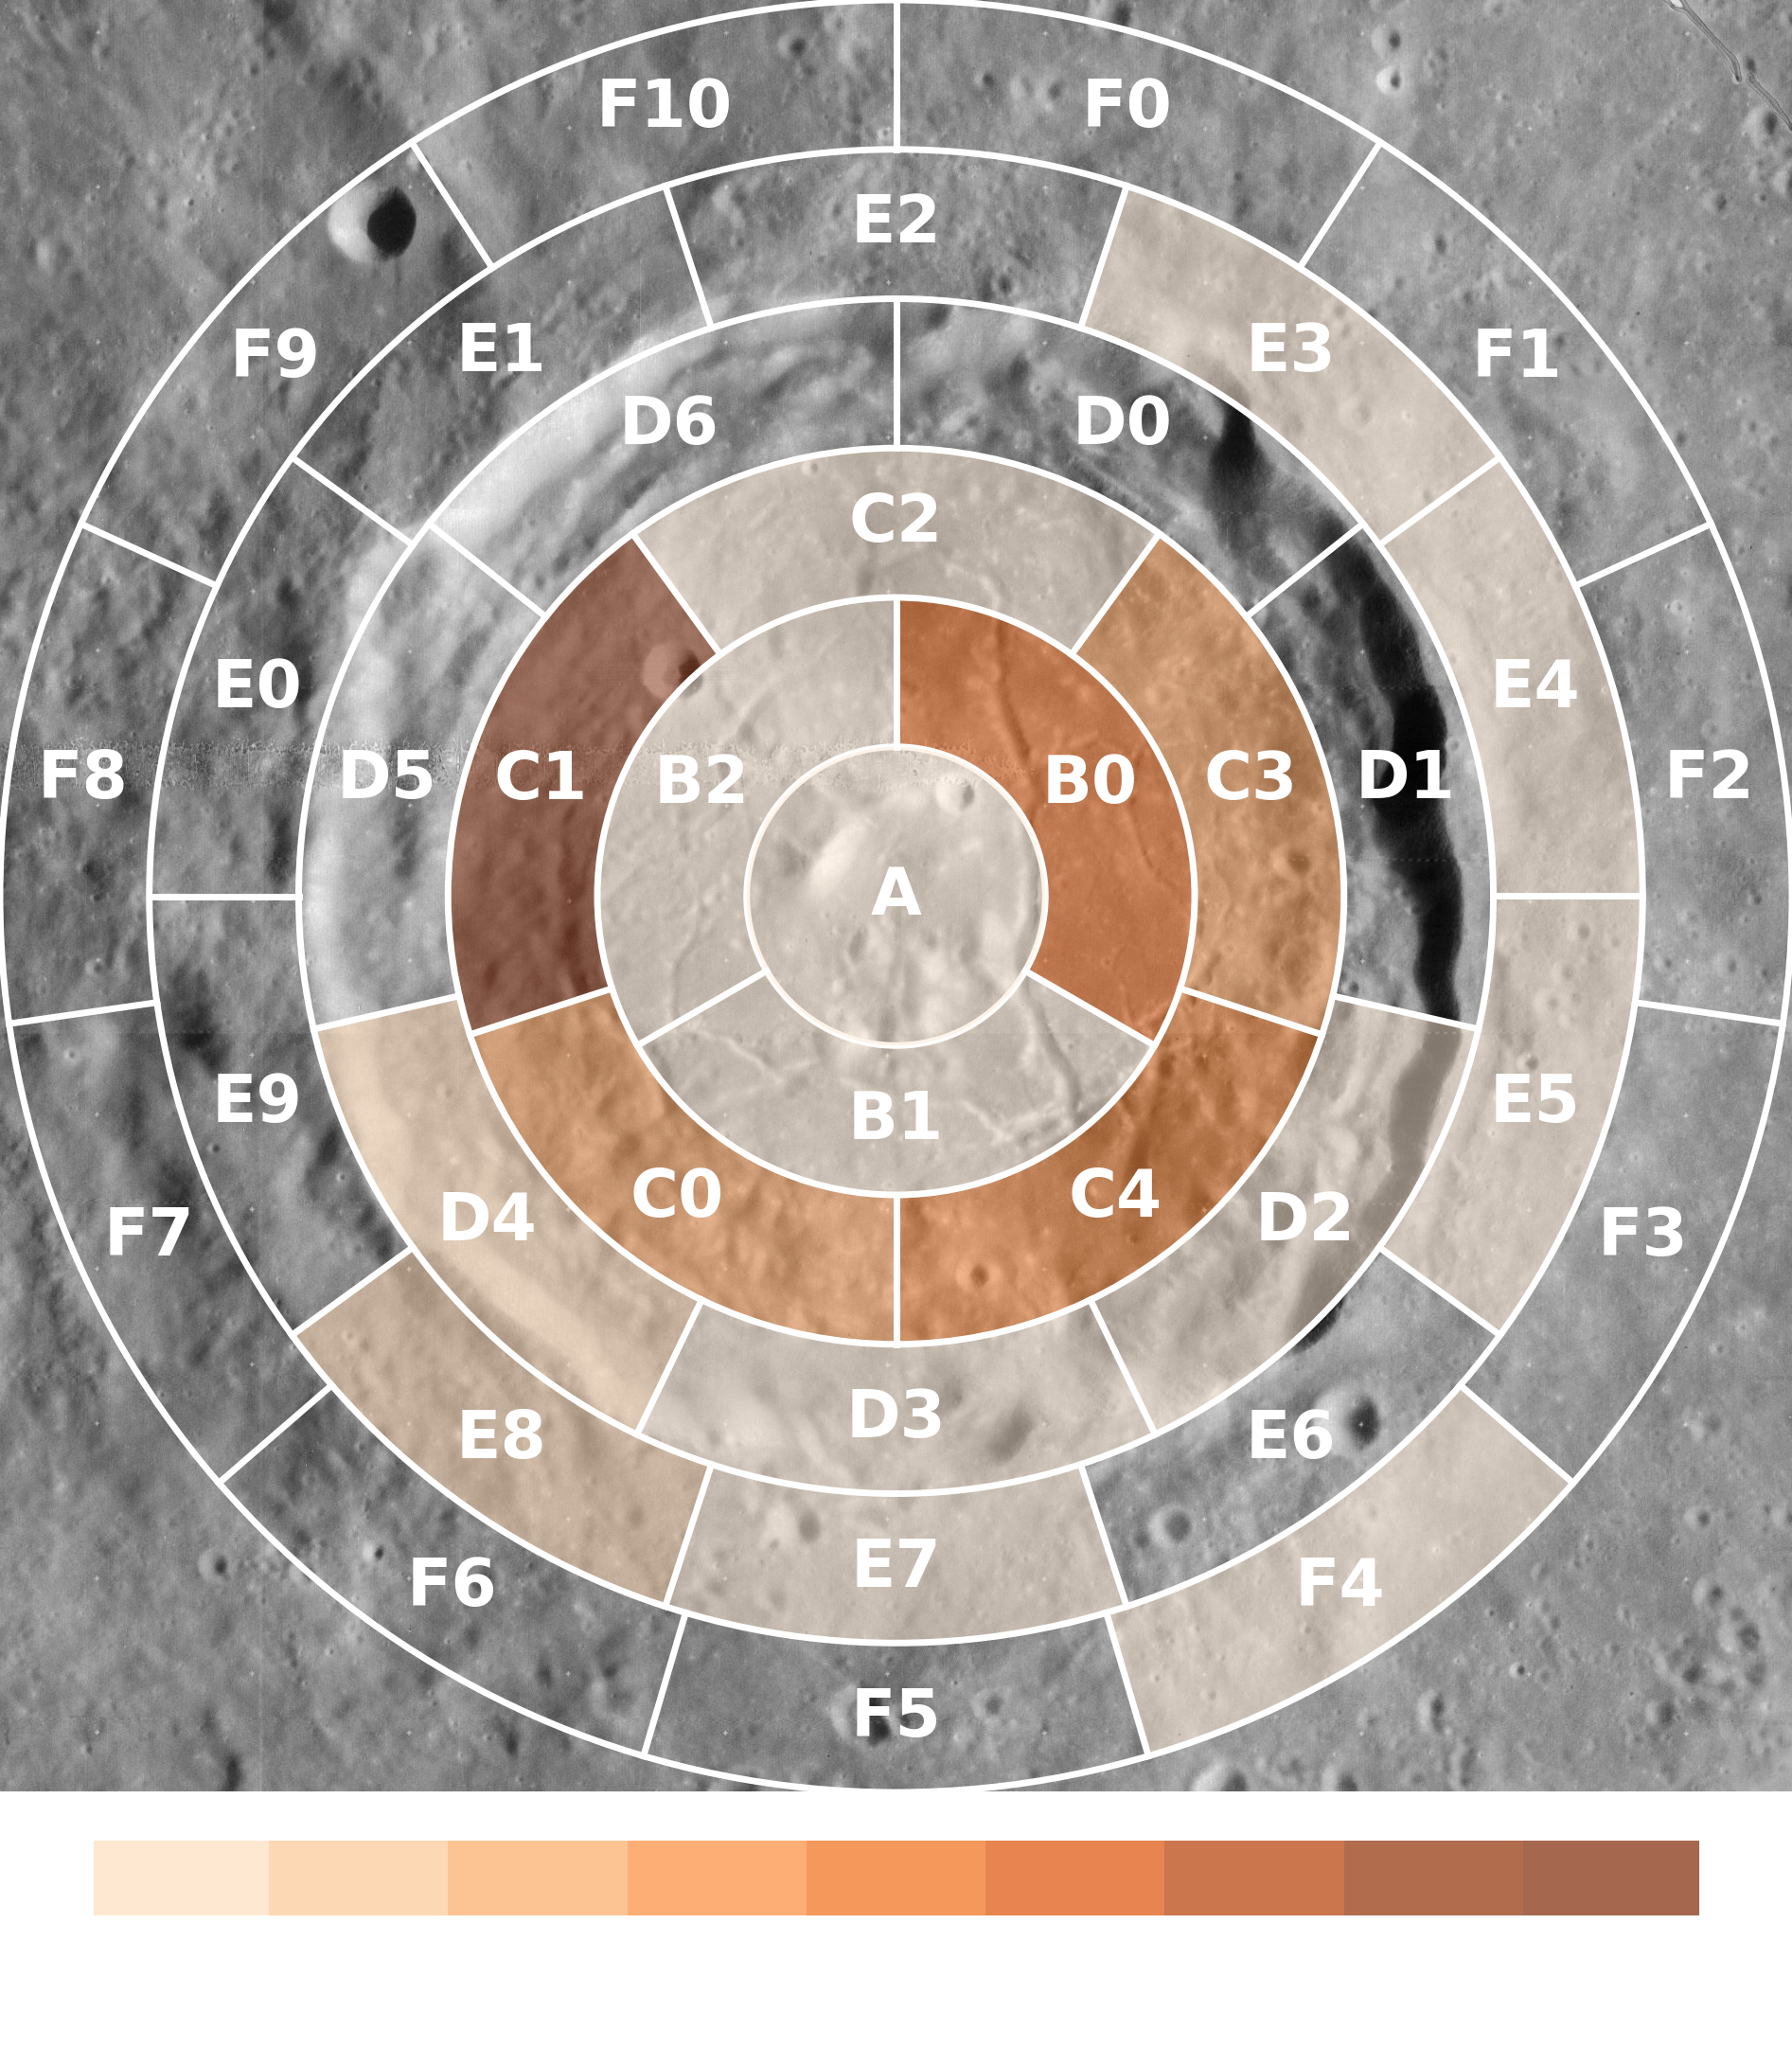 F10 F0
E2
E1 E3
F9 F1
D6 D0
C2
E0 E4
F8 D5 C1 B2 B0 C3 D1 F2
A
E9 B1 E5
F7 D4 C0 C4 D2 F3
D3
E8 E6
E7
F6 F4
F5